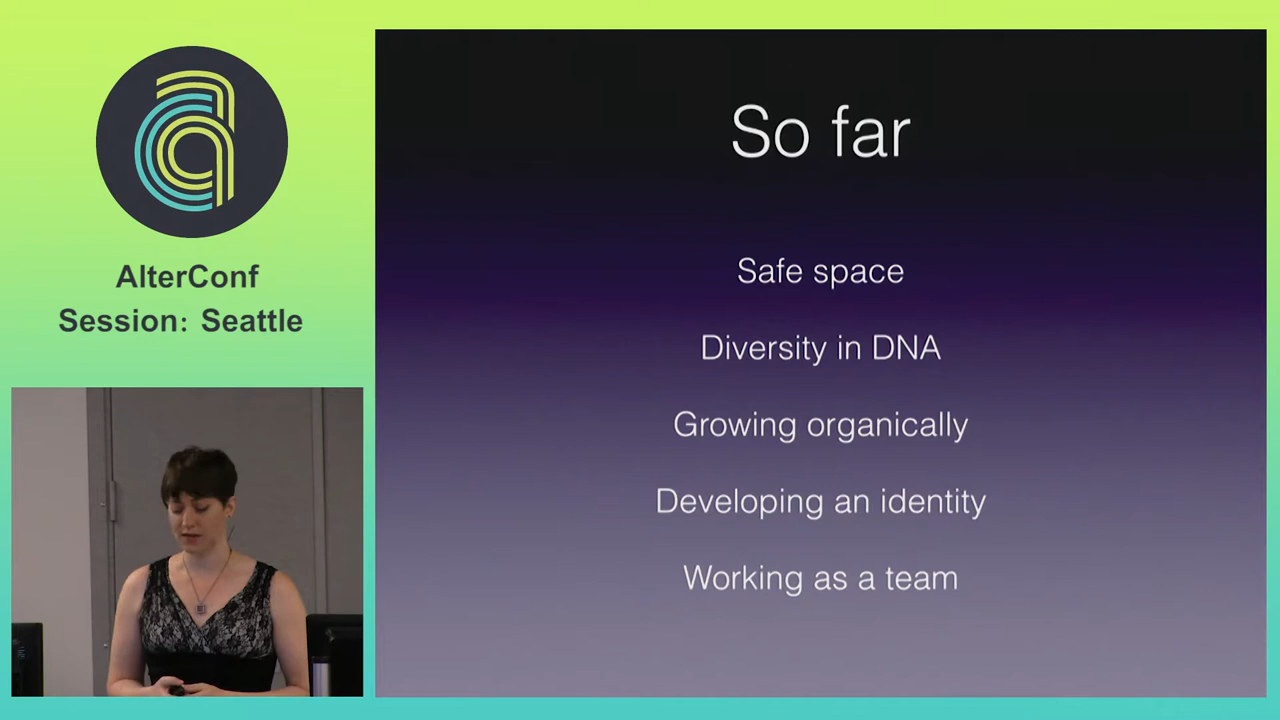 AlterConf
Session: Seattle
So far
Safe space
Diversity in DNA
Growing organically
Developing an identity
Working as a team